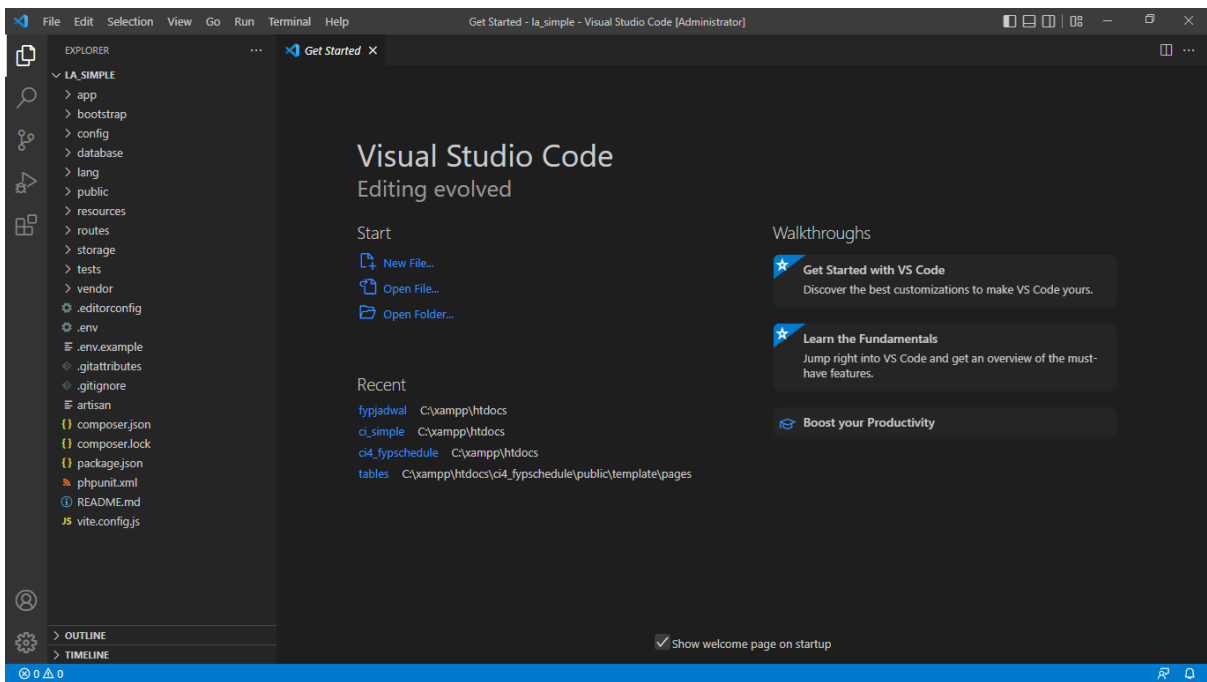 File Edit Selection View Go Run Terminal Help
Get Started - la_simple - Visual Studio Code [Administrator]
EXPLORER
LA_SIMPLE
app
bootstrap
config
database
lang
public
resources
routes
storage
tests
vendor
.editorconfig
.env
.env.example
.gitattributes
.gitignore
artisan
{} composer.json
{} composer.lock
{} package.json
phpunit.xml
README.md
JS vite.config.js
OUTLINE
TIMELINE
0 0
Get Started
Visual Studio Code
Editing evolved
Start
New File...
Open File...
Open Folder...
Recent
fypjadwal C:\xampp\htdocs
ci_simple C:\xampp\htdocs
ci4_fypschedule C:\xampp\htdocs
tables C:\xampp\htdocs\ci4_fypschedule\public\template\pages
Walkthroughs
Get Started with VS Code
Discover the best customizations to make VS Code yours.
Learn the Fundamentals
Jump right into VS Code and get an overview of the must-
have features.
Boost your Productivity
Show welcome page on startup